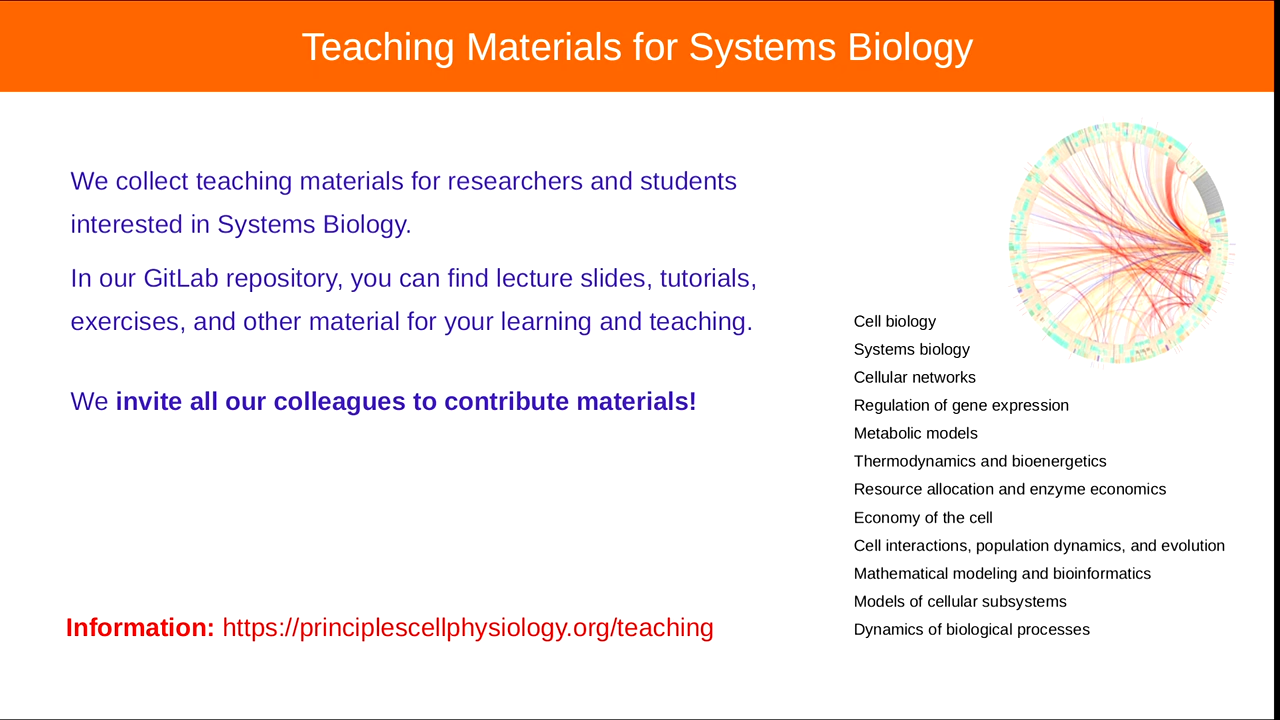 Teaching Materials for Systems Biology
We collect teaching materials for researchers and students
interested in Systems Biology.
In our GitLab repository, you can find lecture slides, tutorials,
exercises, and other material for your learning and teaching.
We invite all our colleagues to contribute materials!
Information: https://principlescellphysiology.org/teaching
Cell biology
Systems biology
Cellular networks
Regulation of gene expression
Metabolic models
Thermodynamics and bioenergetics
Resource allocation and enzyme economics
Economy of the cell
Cell interactions, population dynamics, and evolution
Mathematical modeling and bioinformatics
Models of cellular subsystems
Dynamics of biological processes